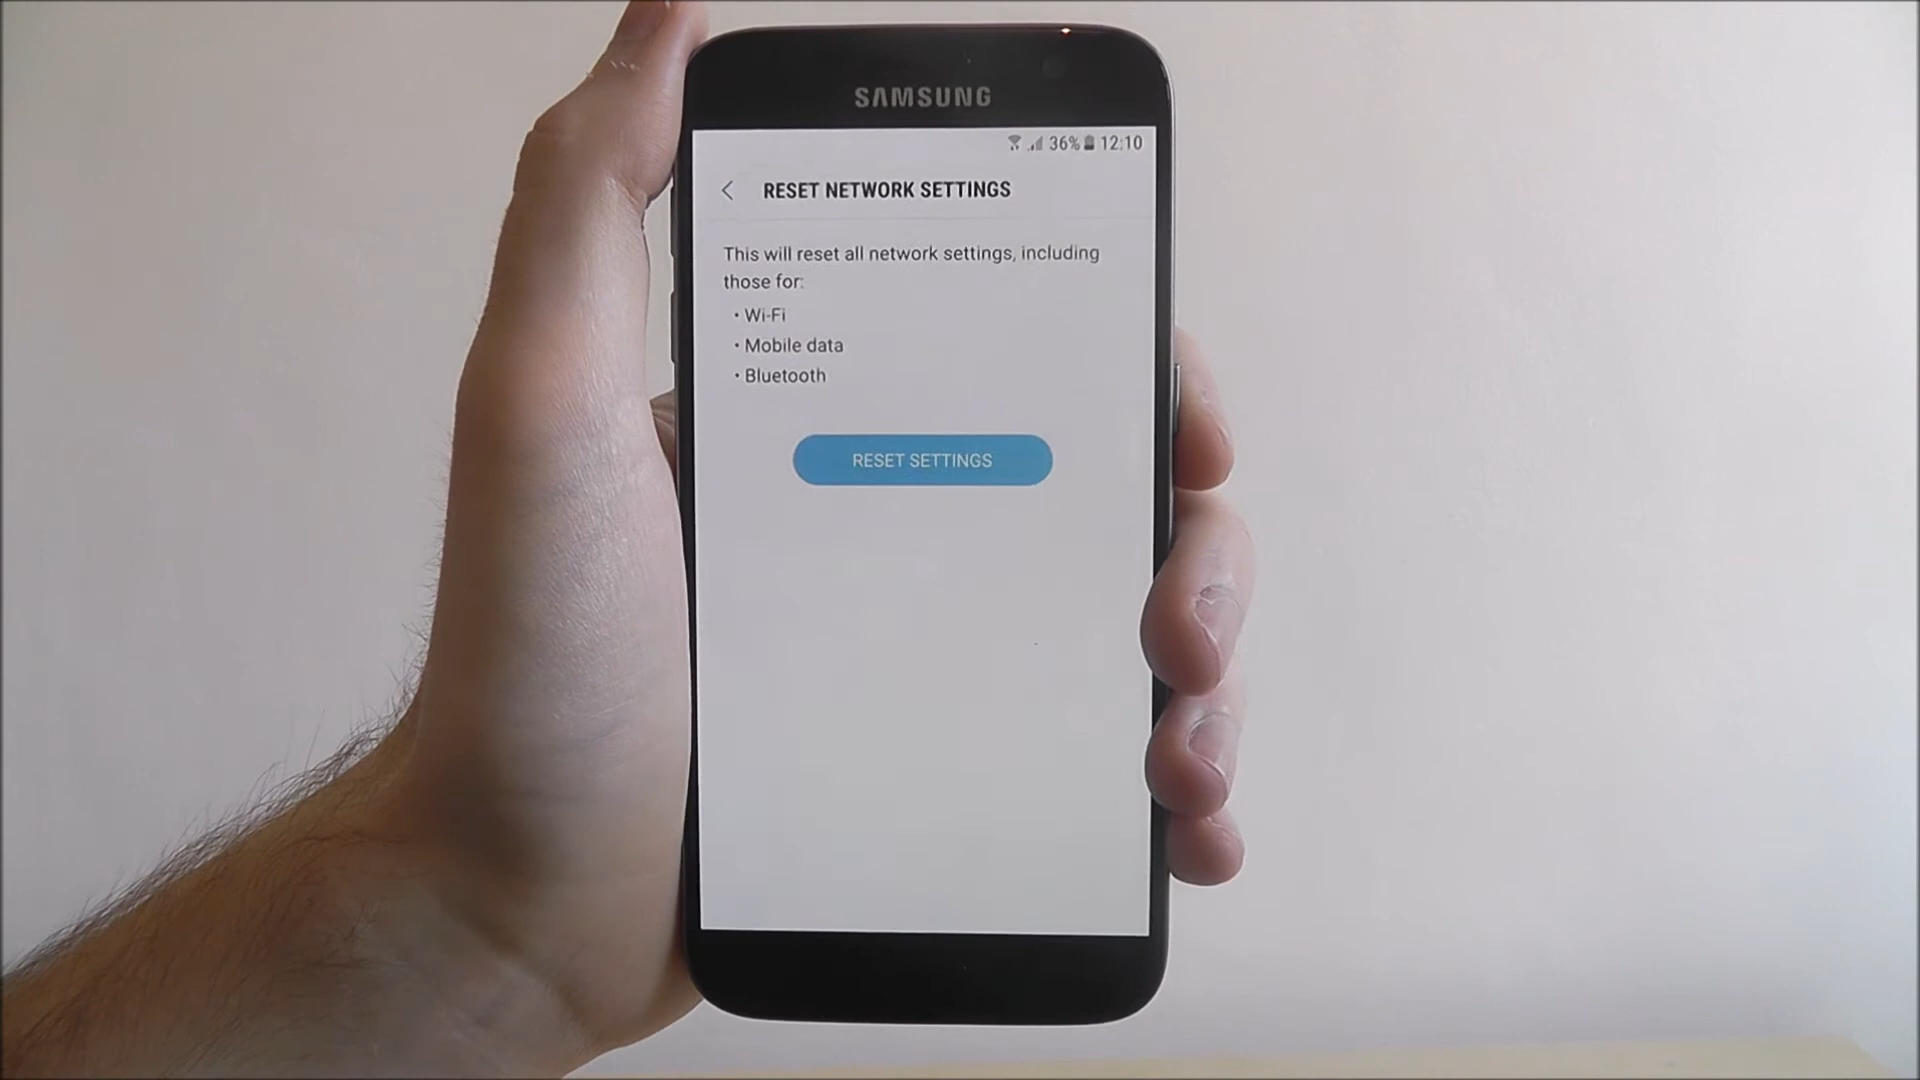 SAMSUNG
36% 12:10
RESET NETWORK SETTINGS
This will reset all network settings, including
those for:
• Wi-Fi
• Mobile data
• Bluetooth
RESET SETTINGS